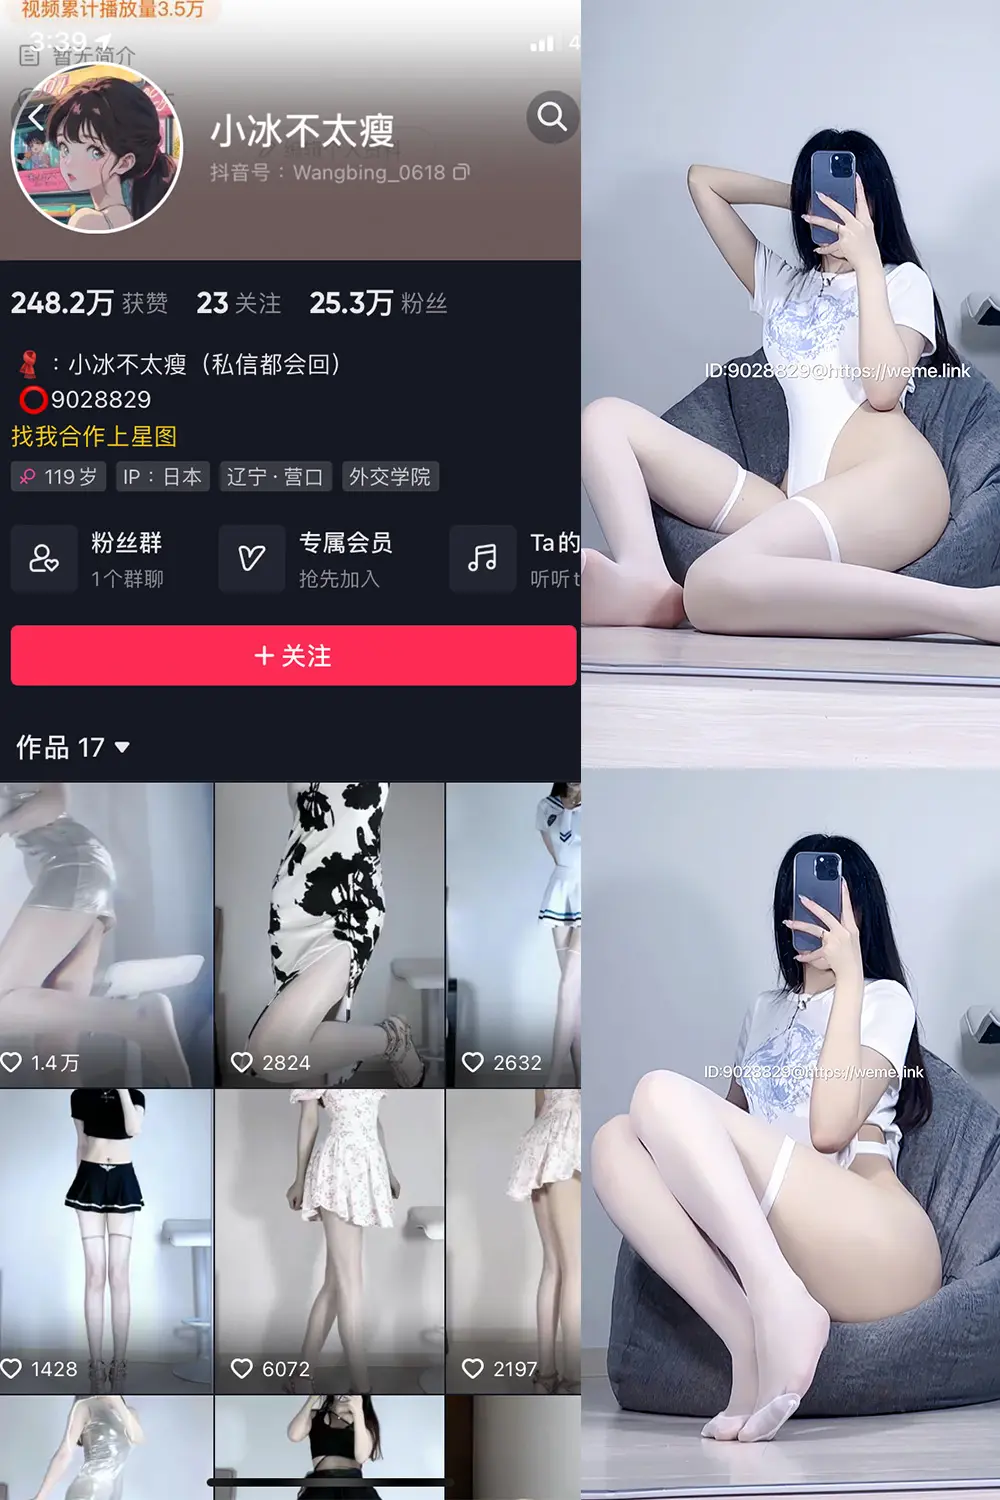 视频累计播放量3.5万
3:39
4
暂无简介
小冰不太瘦
抖音号：Wangbing_0618
248.2万 获赞 23 关注 25.3万 粉丝
：小冰不太瘦（私信都会回）
9028829
找我合作上星图
119岁 IP：日本 辽宁·营口 外交学院
粉丝群 专属会员 Ta的
1个群聊 抢先加入 听听t
+ 关注
作品 17
1.4万 2824 2632
1428 6072 2197
ID:9028829@https://weme.link
ID:9028829@https://weme.link